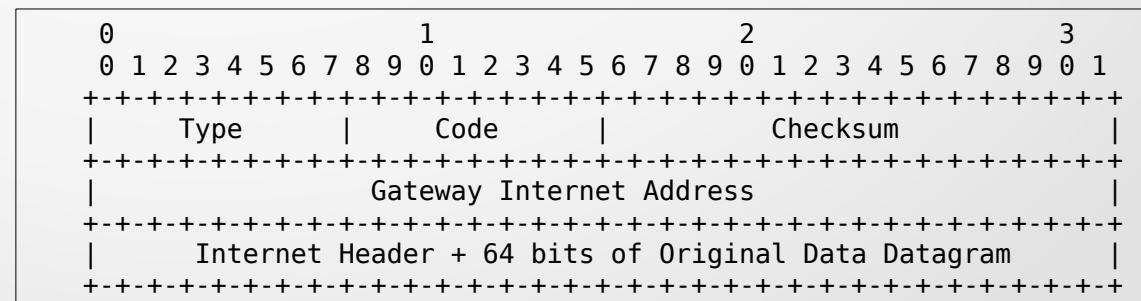 0                   1                   2                   3
 0 1 2 3 4 5 6 7 8 9 0 1 2 3 4 5 6 7 8 9 0 1 2 3 4 5 6 7 8 9 0 1
+-+-+-+-+-+-+-+-+-+-+-+-+-+-+-+-+-+-+-+-+-+-+-+-+-+-+-+-+-+-+-+-+
|     Type      |     Code      |          Checksum             |
+-+-+-+-+-+-+-+-+-+-+-+-+-+-+-+-+-+-+-+-+-+-+-+-+-+-+-+-+-+-+-+-+
|                 Gateway Internet Address                      |
+-+-+-+-+-+-+-+-+-+-+-+-+-+-+-+-+-+-+-+-+-+-+-+-+-+-+-+-+-+-+-+-+
|      Internet Header + 64 bits of Original Data Datagram      |
+-+-+-+-+-+-+-+-+-+-+-+-+-+-+-+-+-+-+-+-+-+-+-+-+-+-+-+-+-+-+-+-+